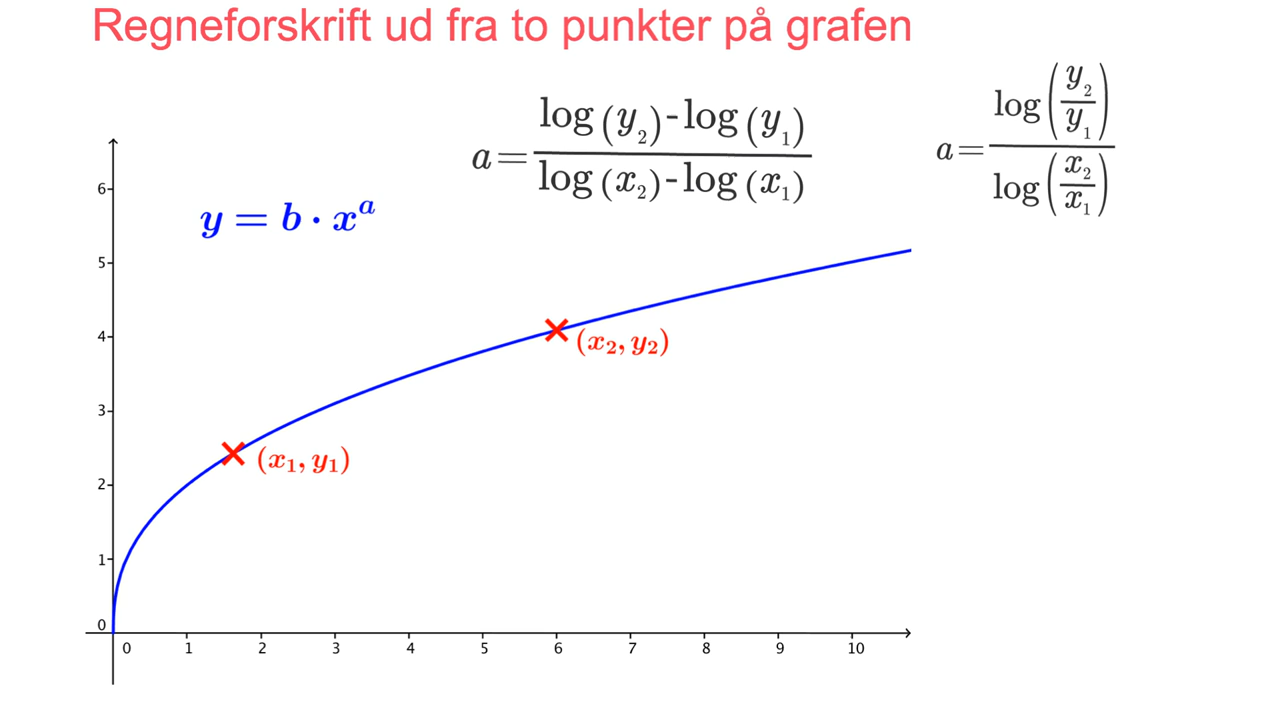 Regneforskrift ud fra to punkter på grafen
a = (log(y₂) - log(y₁)) / (log(x₂) - log(x₁))
a = log(y₂/y₁) / log(x₂/x₁)
y = b · xᵃ
(x₂, y₂)
(x₁, y₁)
6
5
4
3
2
1
0
0 1 2 3 4 5 6 7 8 9 10